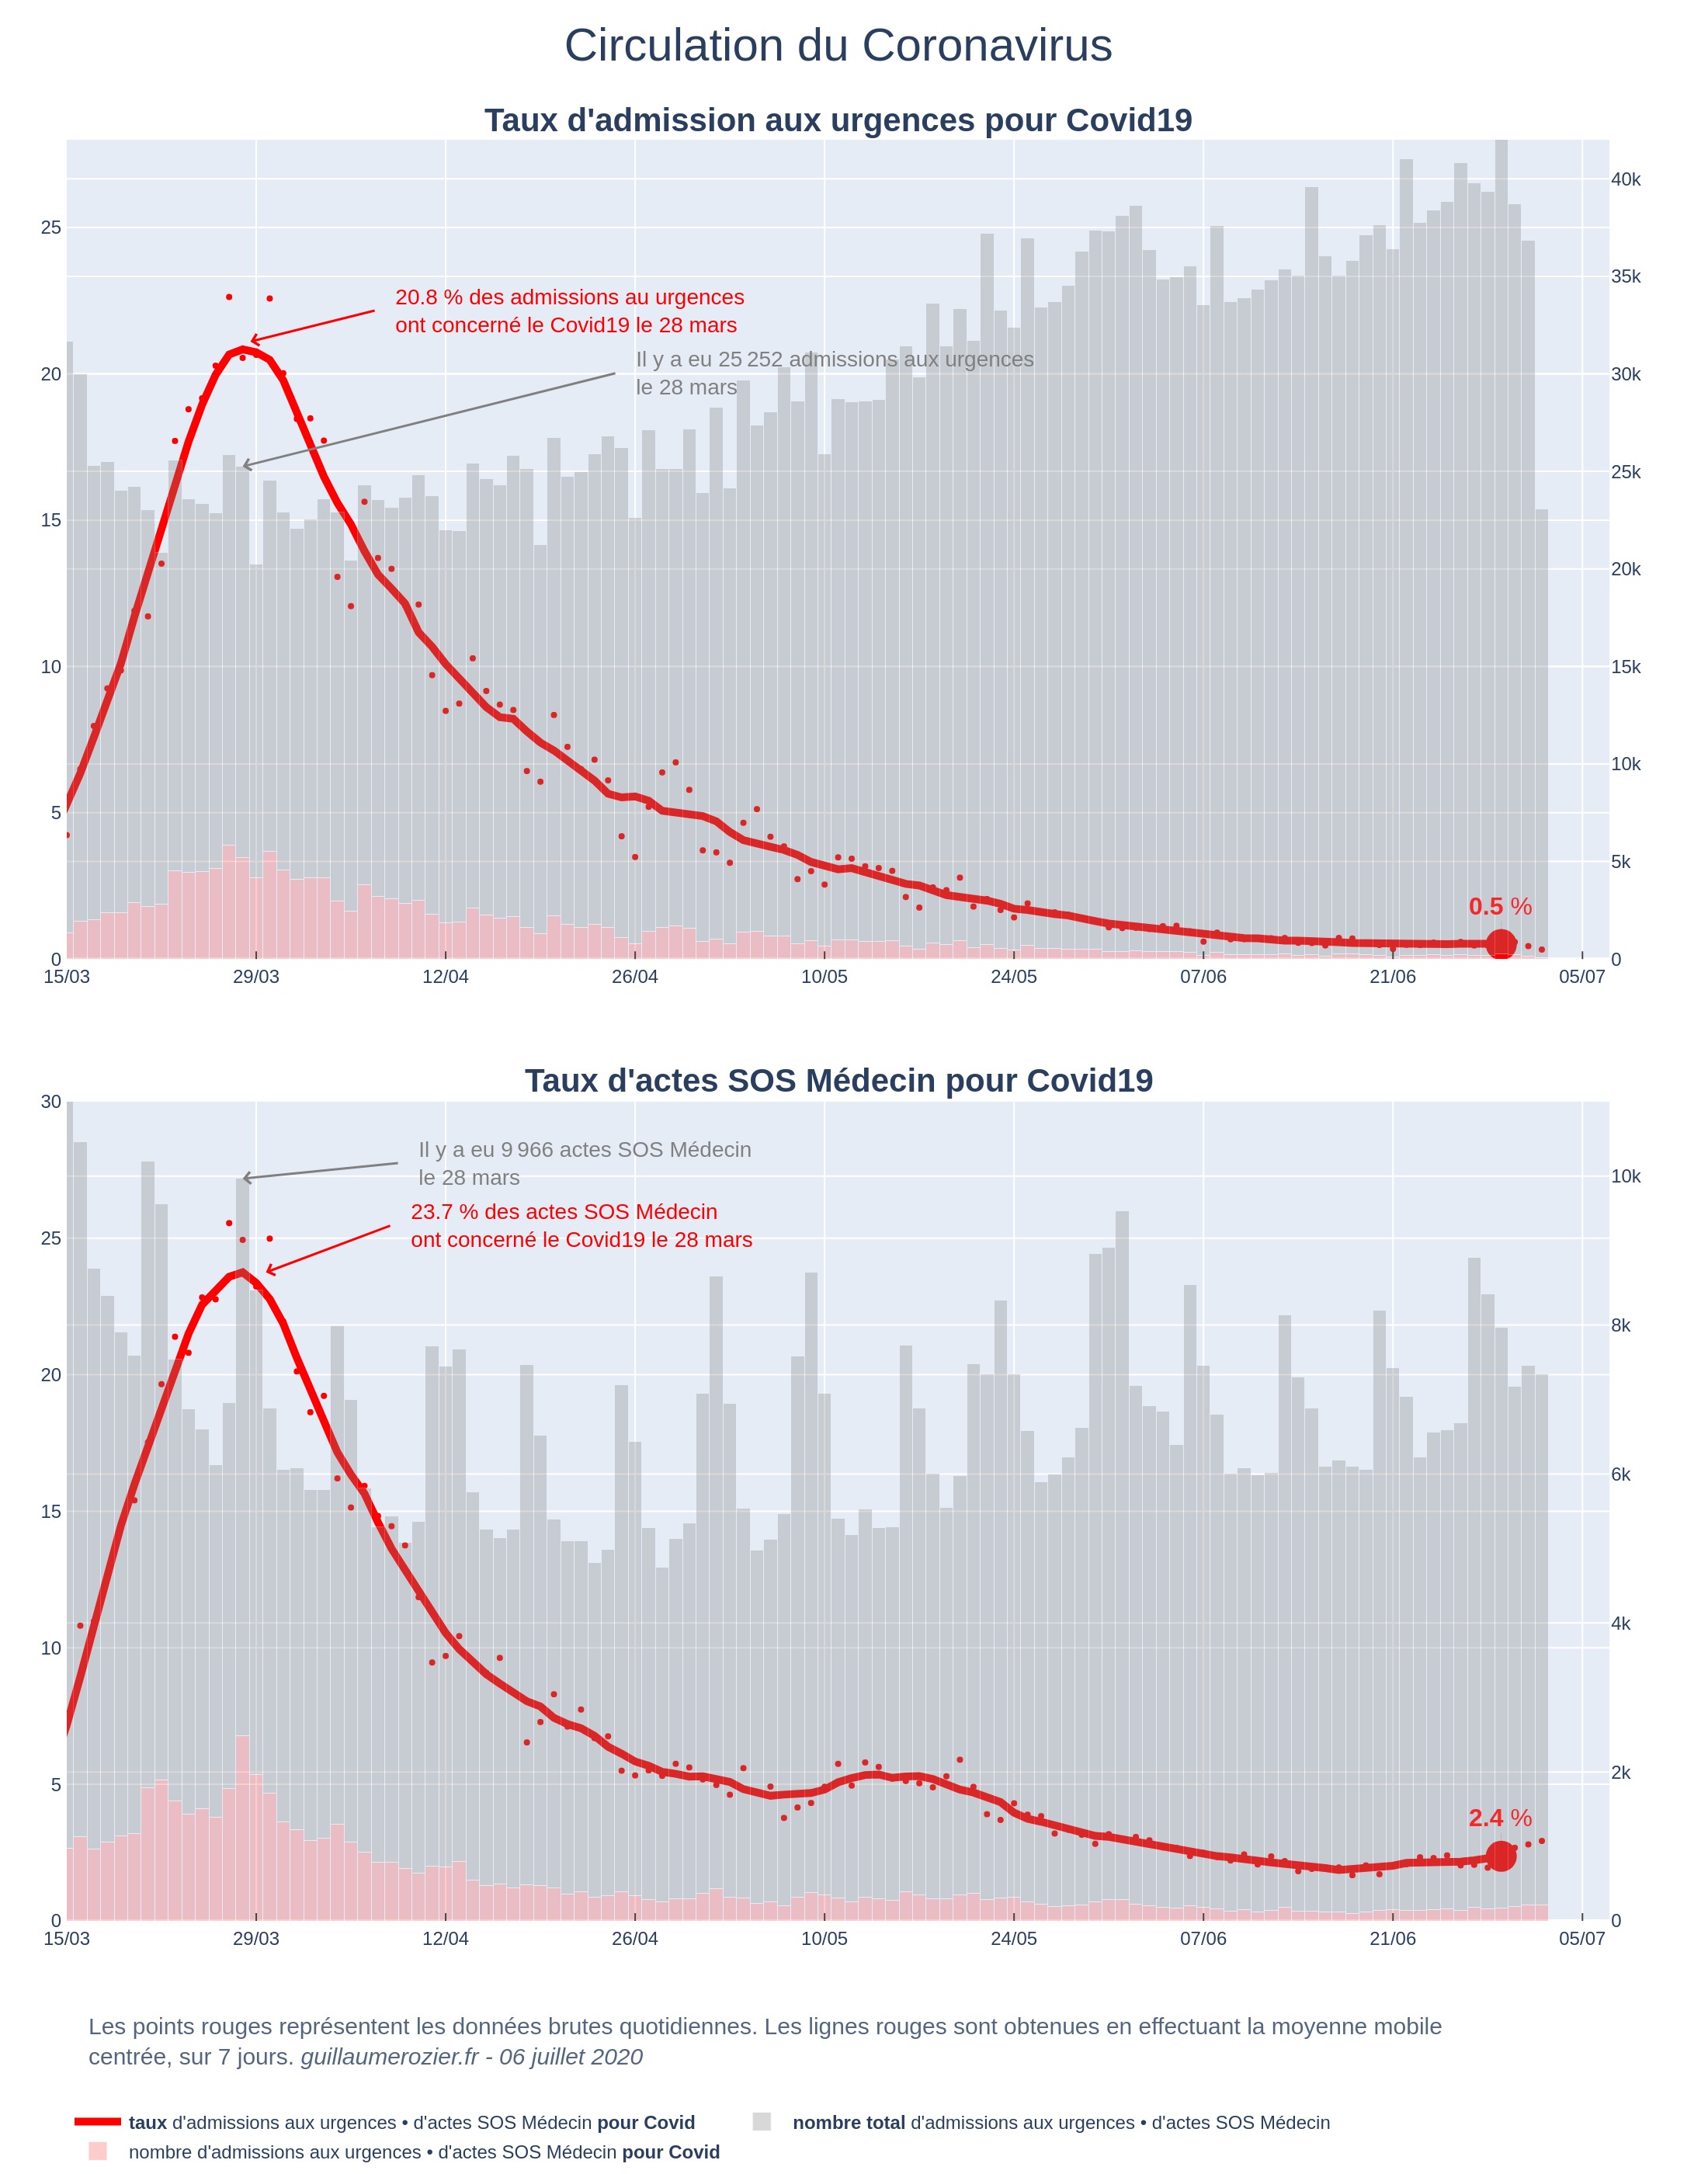 Circulation du Coronavirus
Taux d'admission aux urgences pour Covid19
40k
25
35k
20.8 % des admissions au urgences
ont concerné le Covid19 le 28 mars
Il y a eu 25 252 admissions aux urgences
le 28 mars
20
30k
25k
15
20k
10
15k
10k
5
5k
0.5 %
0
0
15/03
29/03
12/04
26/04
10/05
24/05
07/06
21/06
05/07
Taux d'actes SOS Médecin pour Covid19
30
Il y a eu 9 966 actes SOS Médecin
le 28 mars
10k
23.7 % des actes SOS Médecin
ont concerné le Covid19 le 28 mars
25
8k
20
6k
15
4k
10
2k
5
2.4 %
0
0
15/03
29/03
12/04
26/04
10/05
24/05
07/06
21/06
05/07
Les points rouges représentent les données brutes quotidiennes. Les lignes rouges sont obtenues en effectuant la moyenne mobile
centrée, sur 7 jours. guillaumerozier.fr - 06 juillet 2020
taux d'admissions aux urgences • d'actes SOS Médecin pour Covid
nombre total d'admissions aux urgences • d'actes SOS Médecin
nombre d'admissions aux urgences • d'actes SOS Médecin pour Covid